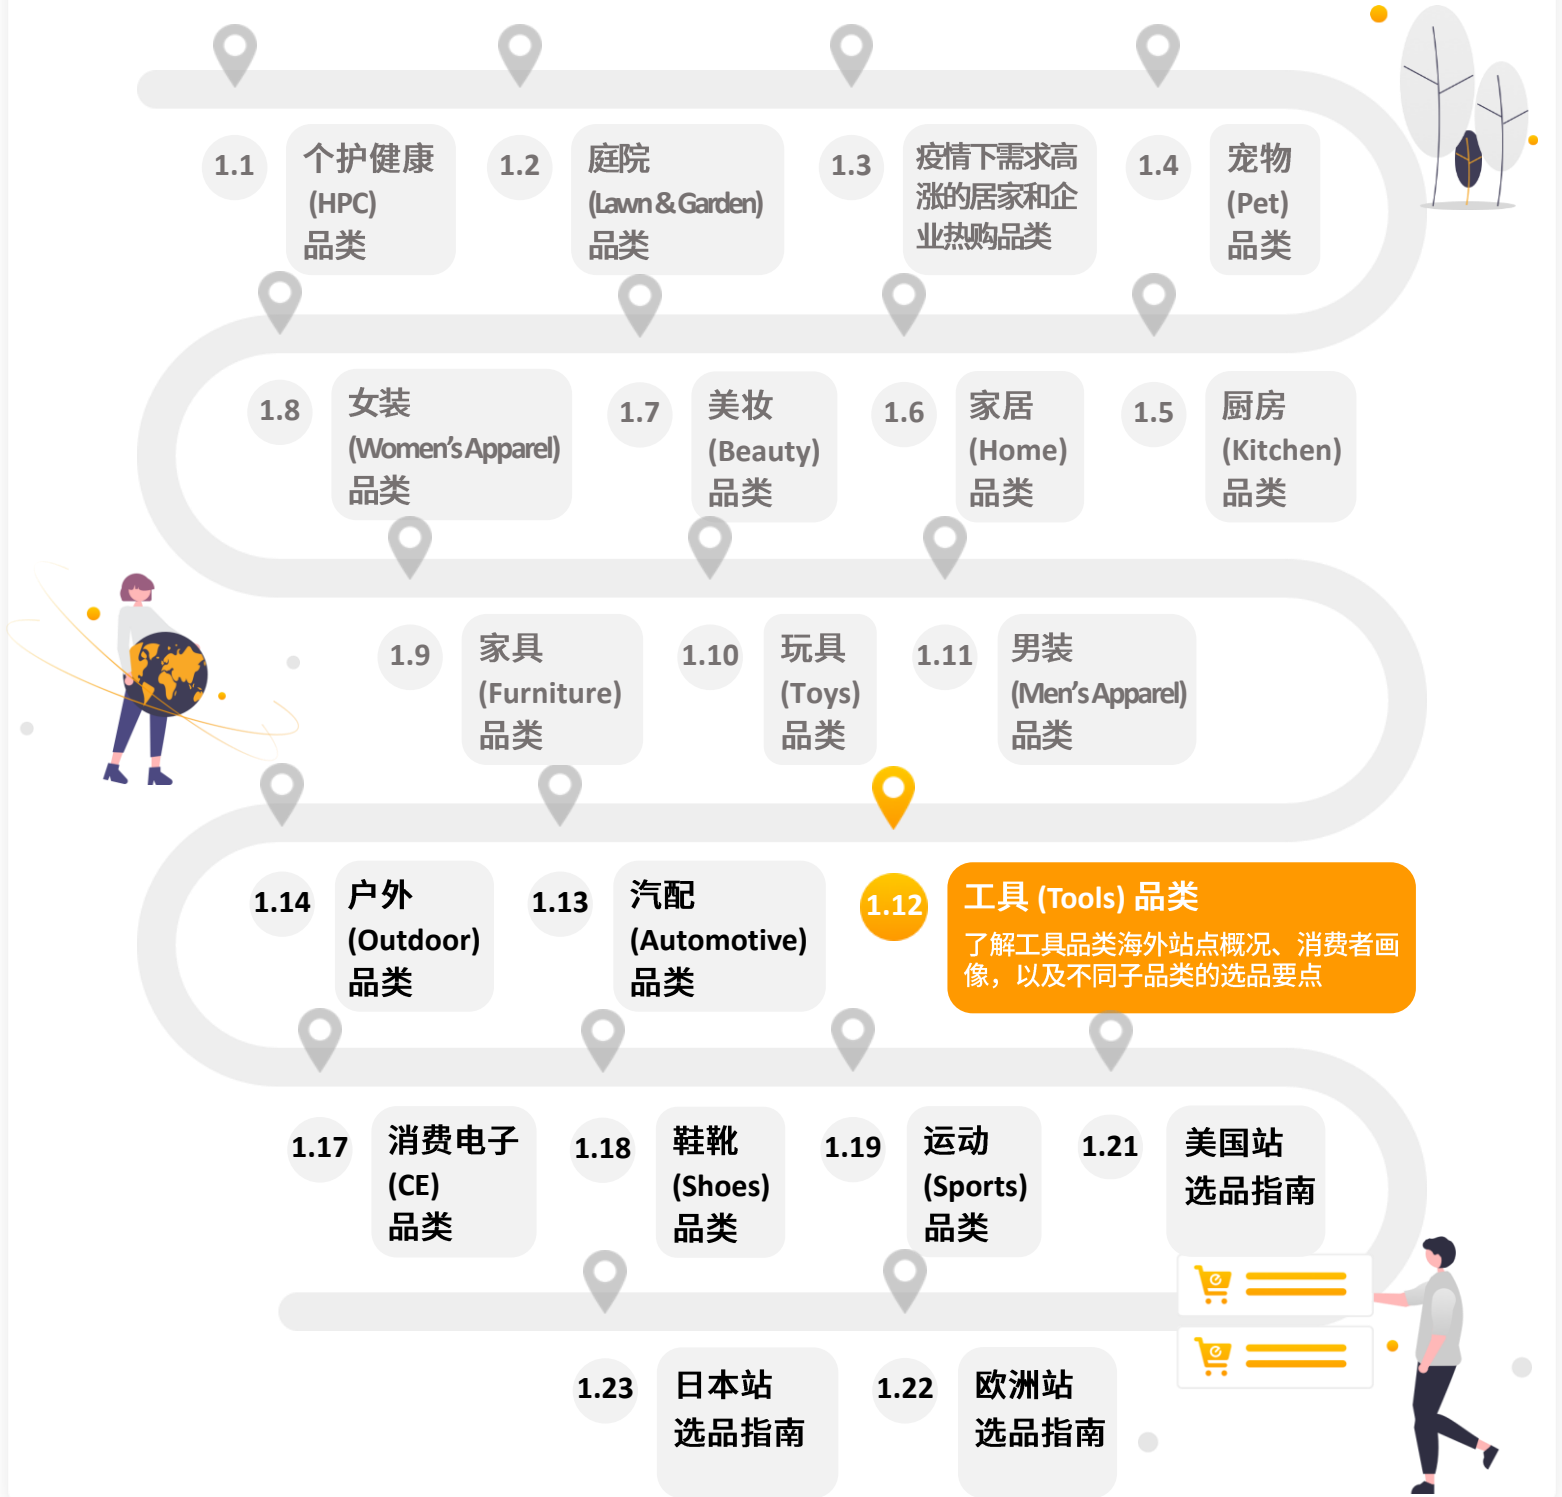 1.1
个护健康
(HPC)
品类
1.2
庭院
(Lawn & Garden)
品类
1.3
疫情下需求高
涨的居家和企
业热购品类
1.4
宠物
(Pet)
品类
1.8
女装
(Women’s Apparel)
品类
1.7
美妆
(Beauty)
品类
1.6
家居
(Home)
品类
1.5
厨房
(Kitchen)
品类
1.9
家具
(Furniture)
品类
1.10
玩具
(Toys)
品类
1.11
男装
(Men’s Apparel)
品类
1.14
户外
(Outdoor)
品类
1.13
汽配
(Automotive)
品类
1.12
工具 (Tools) 品类
了解工具品类海外站点概况、消费者画
像，以及不同子品类的选品要点
1.17
消费电子
(CE)
品类
1.18
鞋靴
(Shoes)
品类
1.19
运动
(Sports)
品类
1.21
美国站
选品指南
1.23
日本站
选品指南
1.22
欧洲站
选品指南